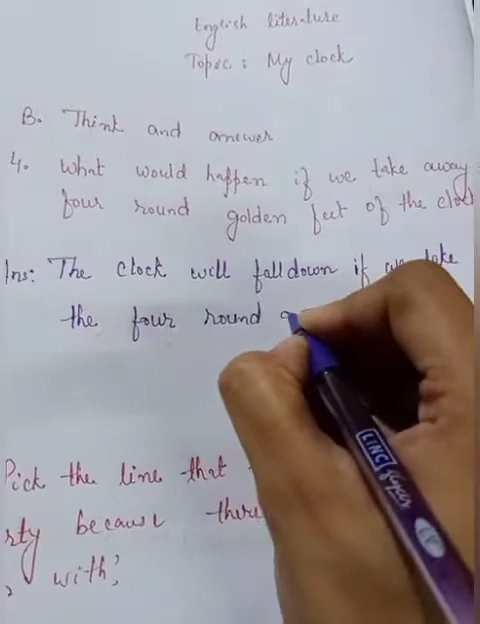 English literature
Topic: My clock
B. Think and answer
4. What would happen if we take away
four round golden feet of the clock
Ans: The clock will fall down if we take
the four round
Pick the line that
rty because there
, with?
LINC